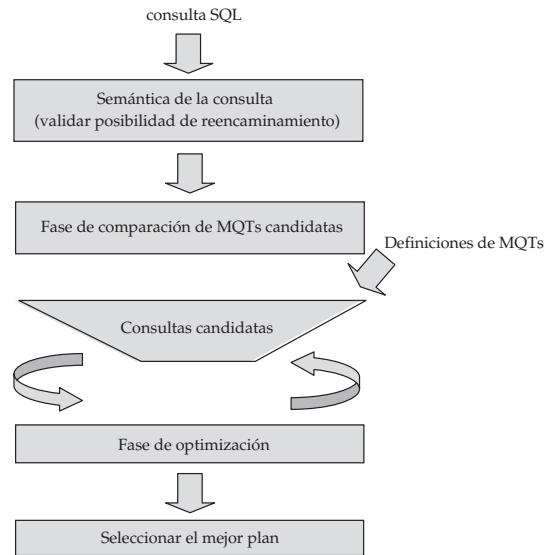 consulta SQL
Semántica de la consulta
(validar posibilidad de reencaminamiento)
Fase de comparación de MQTs candidatas
Definiciones de MQTs
Consultas candidatas
Fase de optimización
Seleccionar el mejor plan